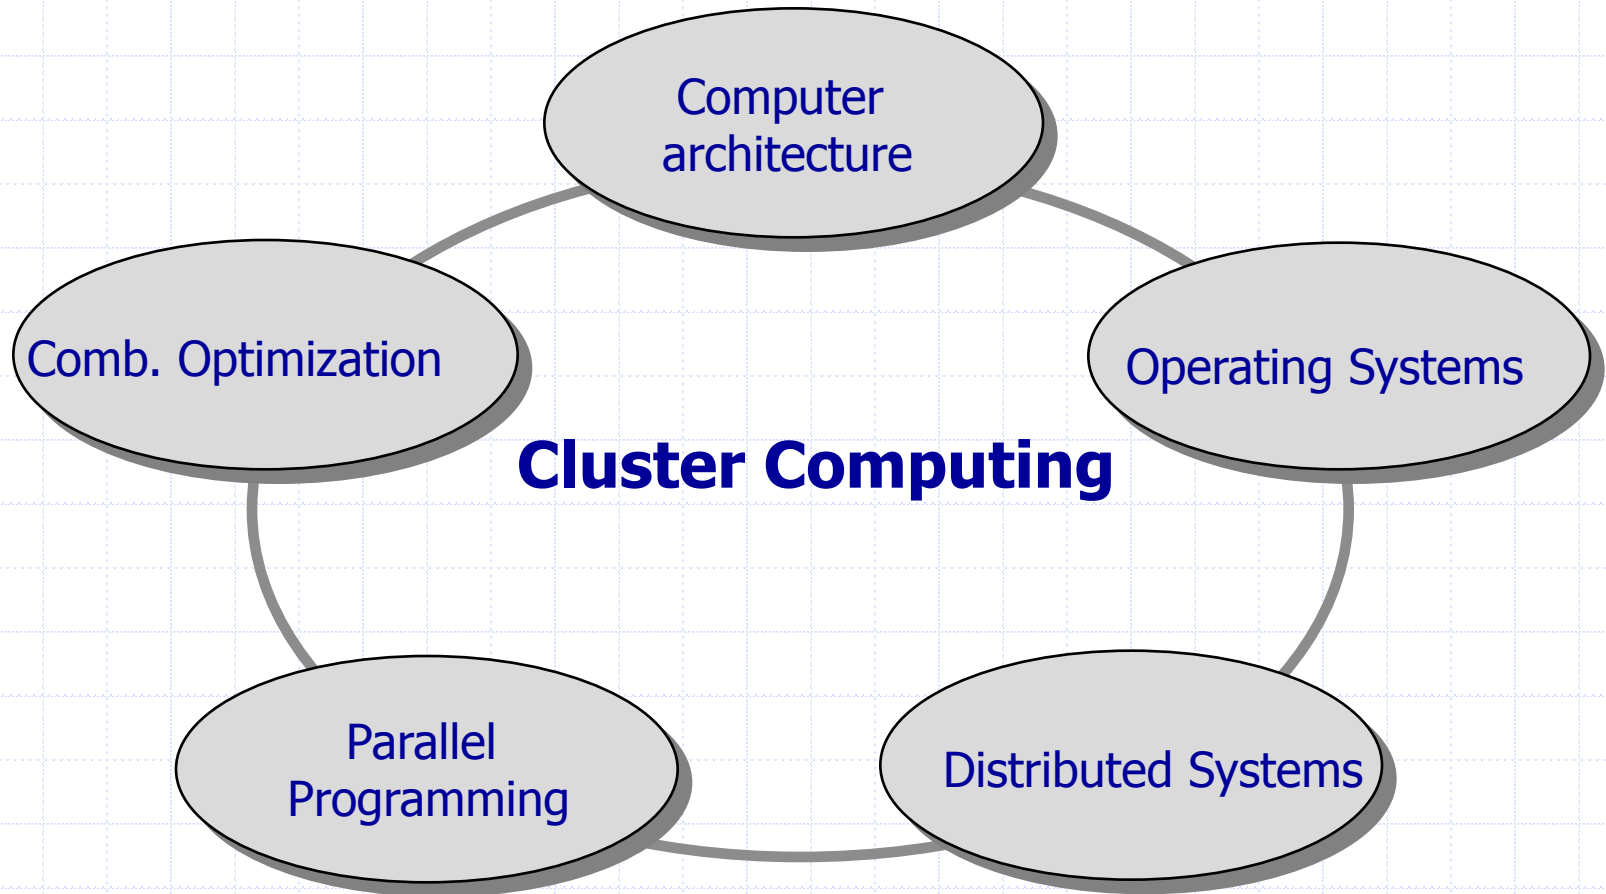 Computer
architecture
Comb. Optimization
Operating Systems
Cluster Computing
Parallel
Programming
Distributed Systems